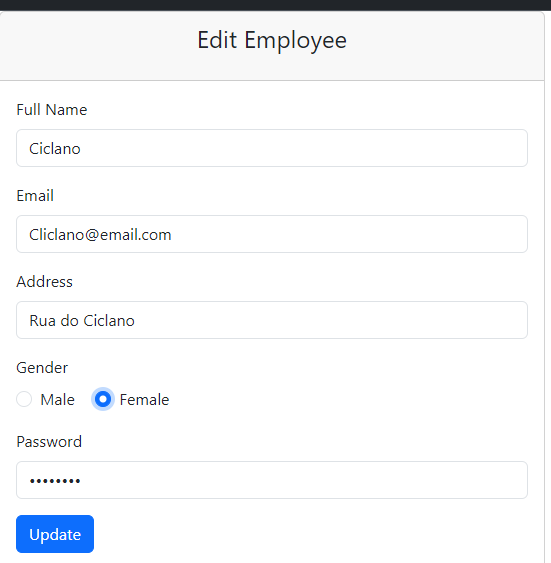 Edit Employee
Full Name
Ciclano
Email
Cliclano@email.com
Address
Rua do Ciclano
Gender
Male Female
Password
••••••••
Update